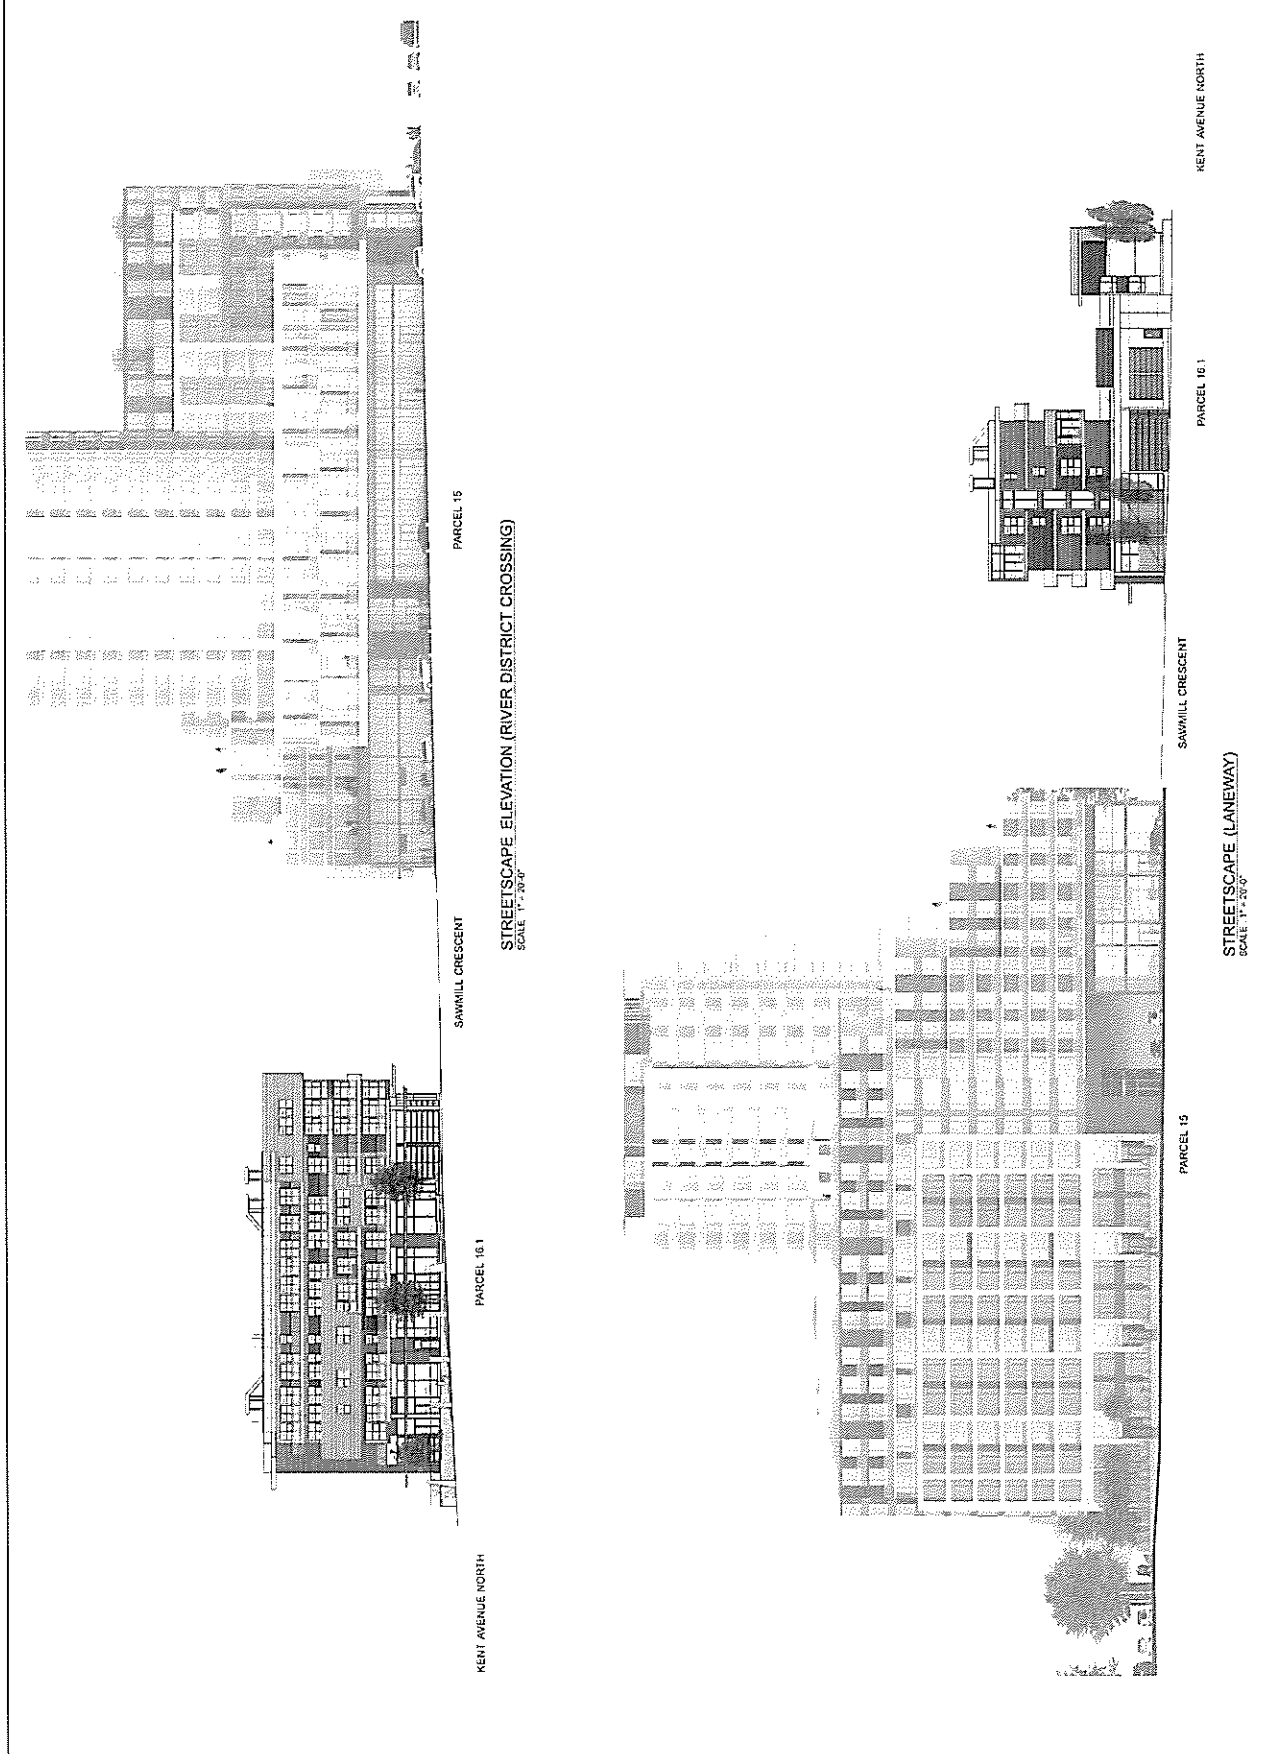 KENT AVENUE NORTH
PARCEL 16.1
SAWMILL CRESCENT
PARCEL 15
STREETSCAPE ELEVATION (RIVER DISTRICT CROSSING)
SCALE 1" = 20'-0"
PARCEL 15
SAWMILL CRESCENT
PARCEL 16.1
KENT AVENUE NORTH
STREETSCAPE (LANEWAY)
SCALE 1" = 20'-0"